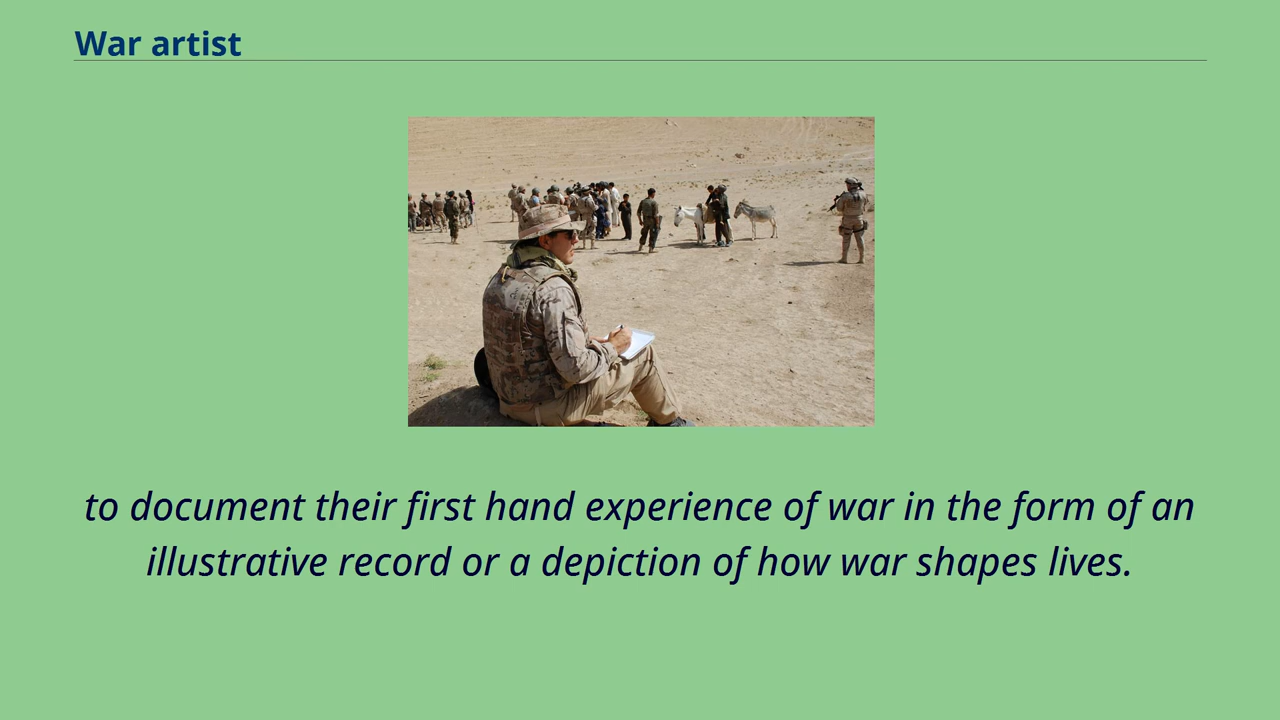 War artist
to document their first hand experience of war in the form of an
illustrative record or a depiction of how war shapes lives.